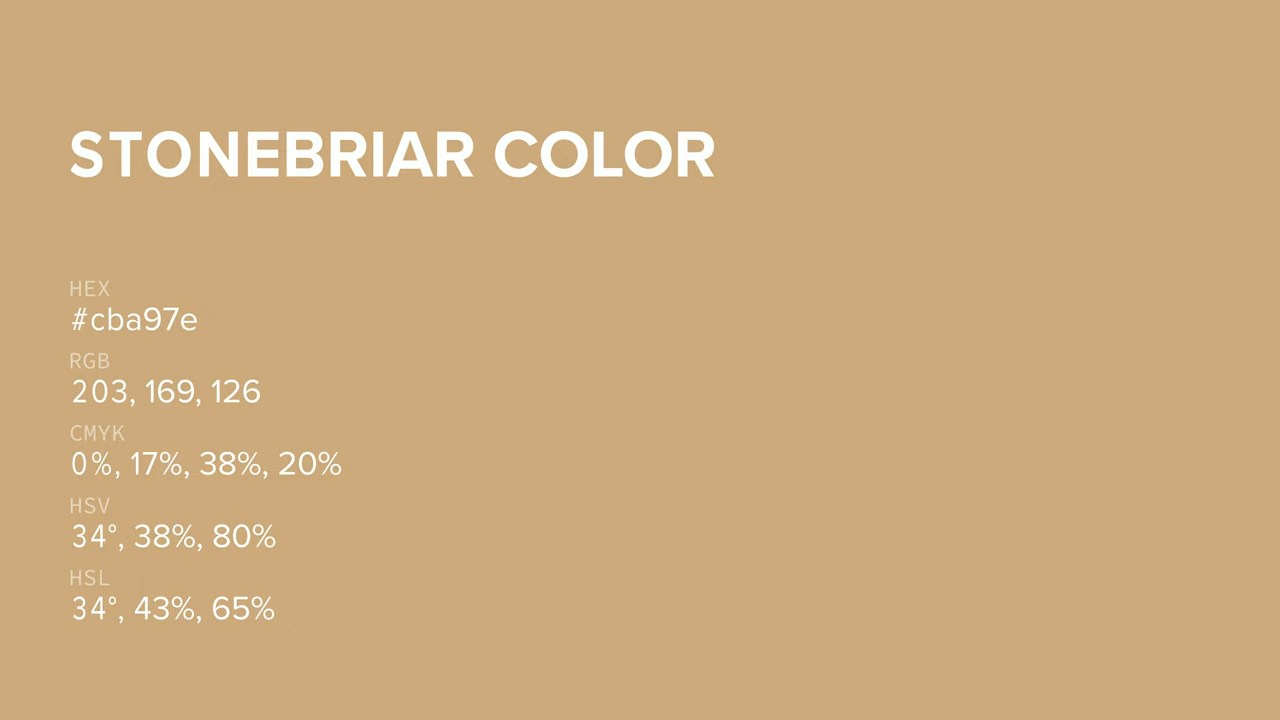 STONEBRIAR COLOR
HEX
#cba97e
RGB
203, 169, 126
CMYK
0%, 17%, 38%, 20%
HSV
34°, 38%, 80%
HSL
34°, 43%, 65%